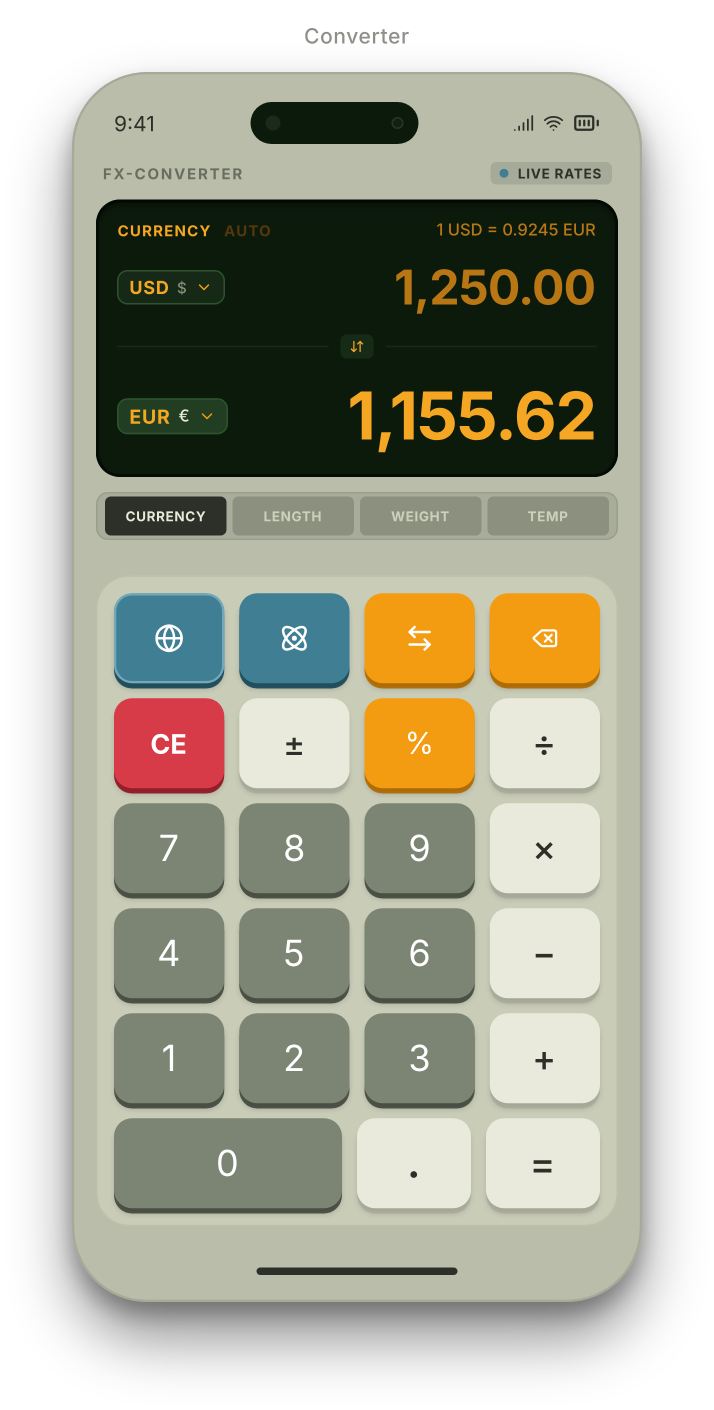 Converter
9:41
FX-CONVERTER LIVE RATES
CURRENCY AUTO 1 USD = 0.9245 EUR
USD $ 1,250.00
EUR € 1,155.62
CURRENCY LENGTH WEIGHT TEMP
CE ± % ÷
7 8 9 ×
4 5 6 −
1 2 3 +
0 . =